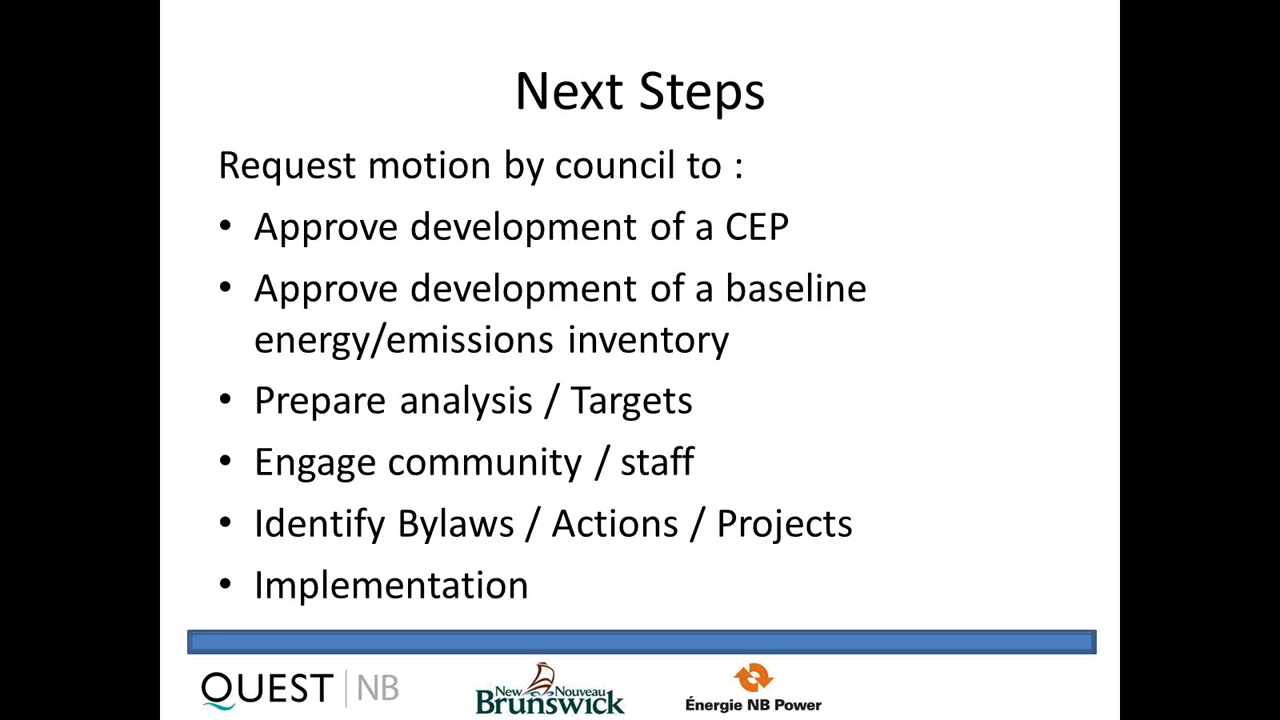 Next Steps
Request motion by council to :
• Approve development of a CEP
• Approve development of a baseline
energy/emissions inventory
• Prepare analysis / Targets
• Engage community / staff
• Identify Bylaws / Actions / Projects
• Implementation
QUEST | NB
New Nouveau
Brunswick
Énergie NB Power